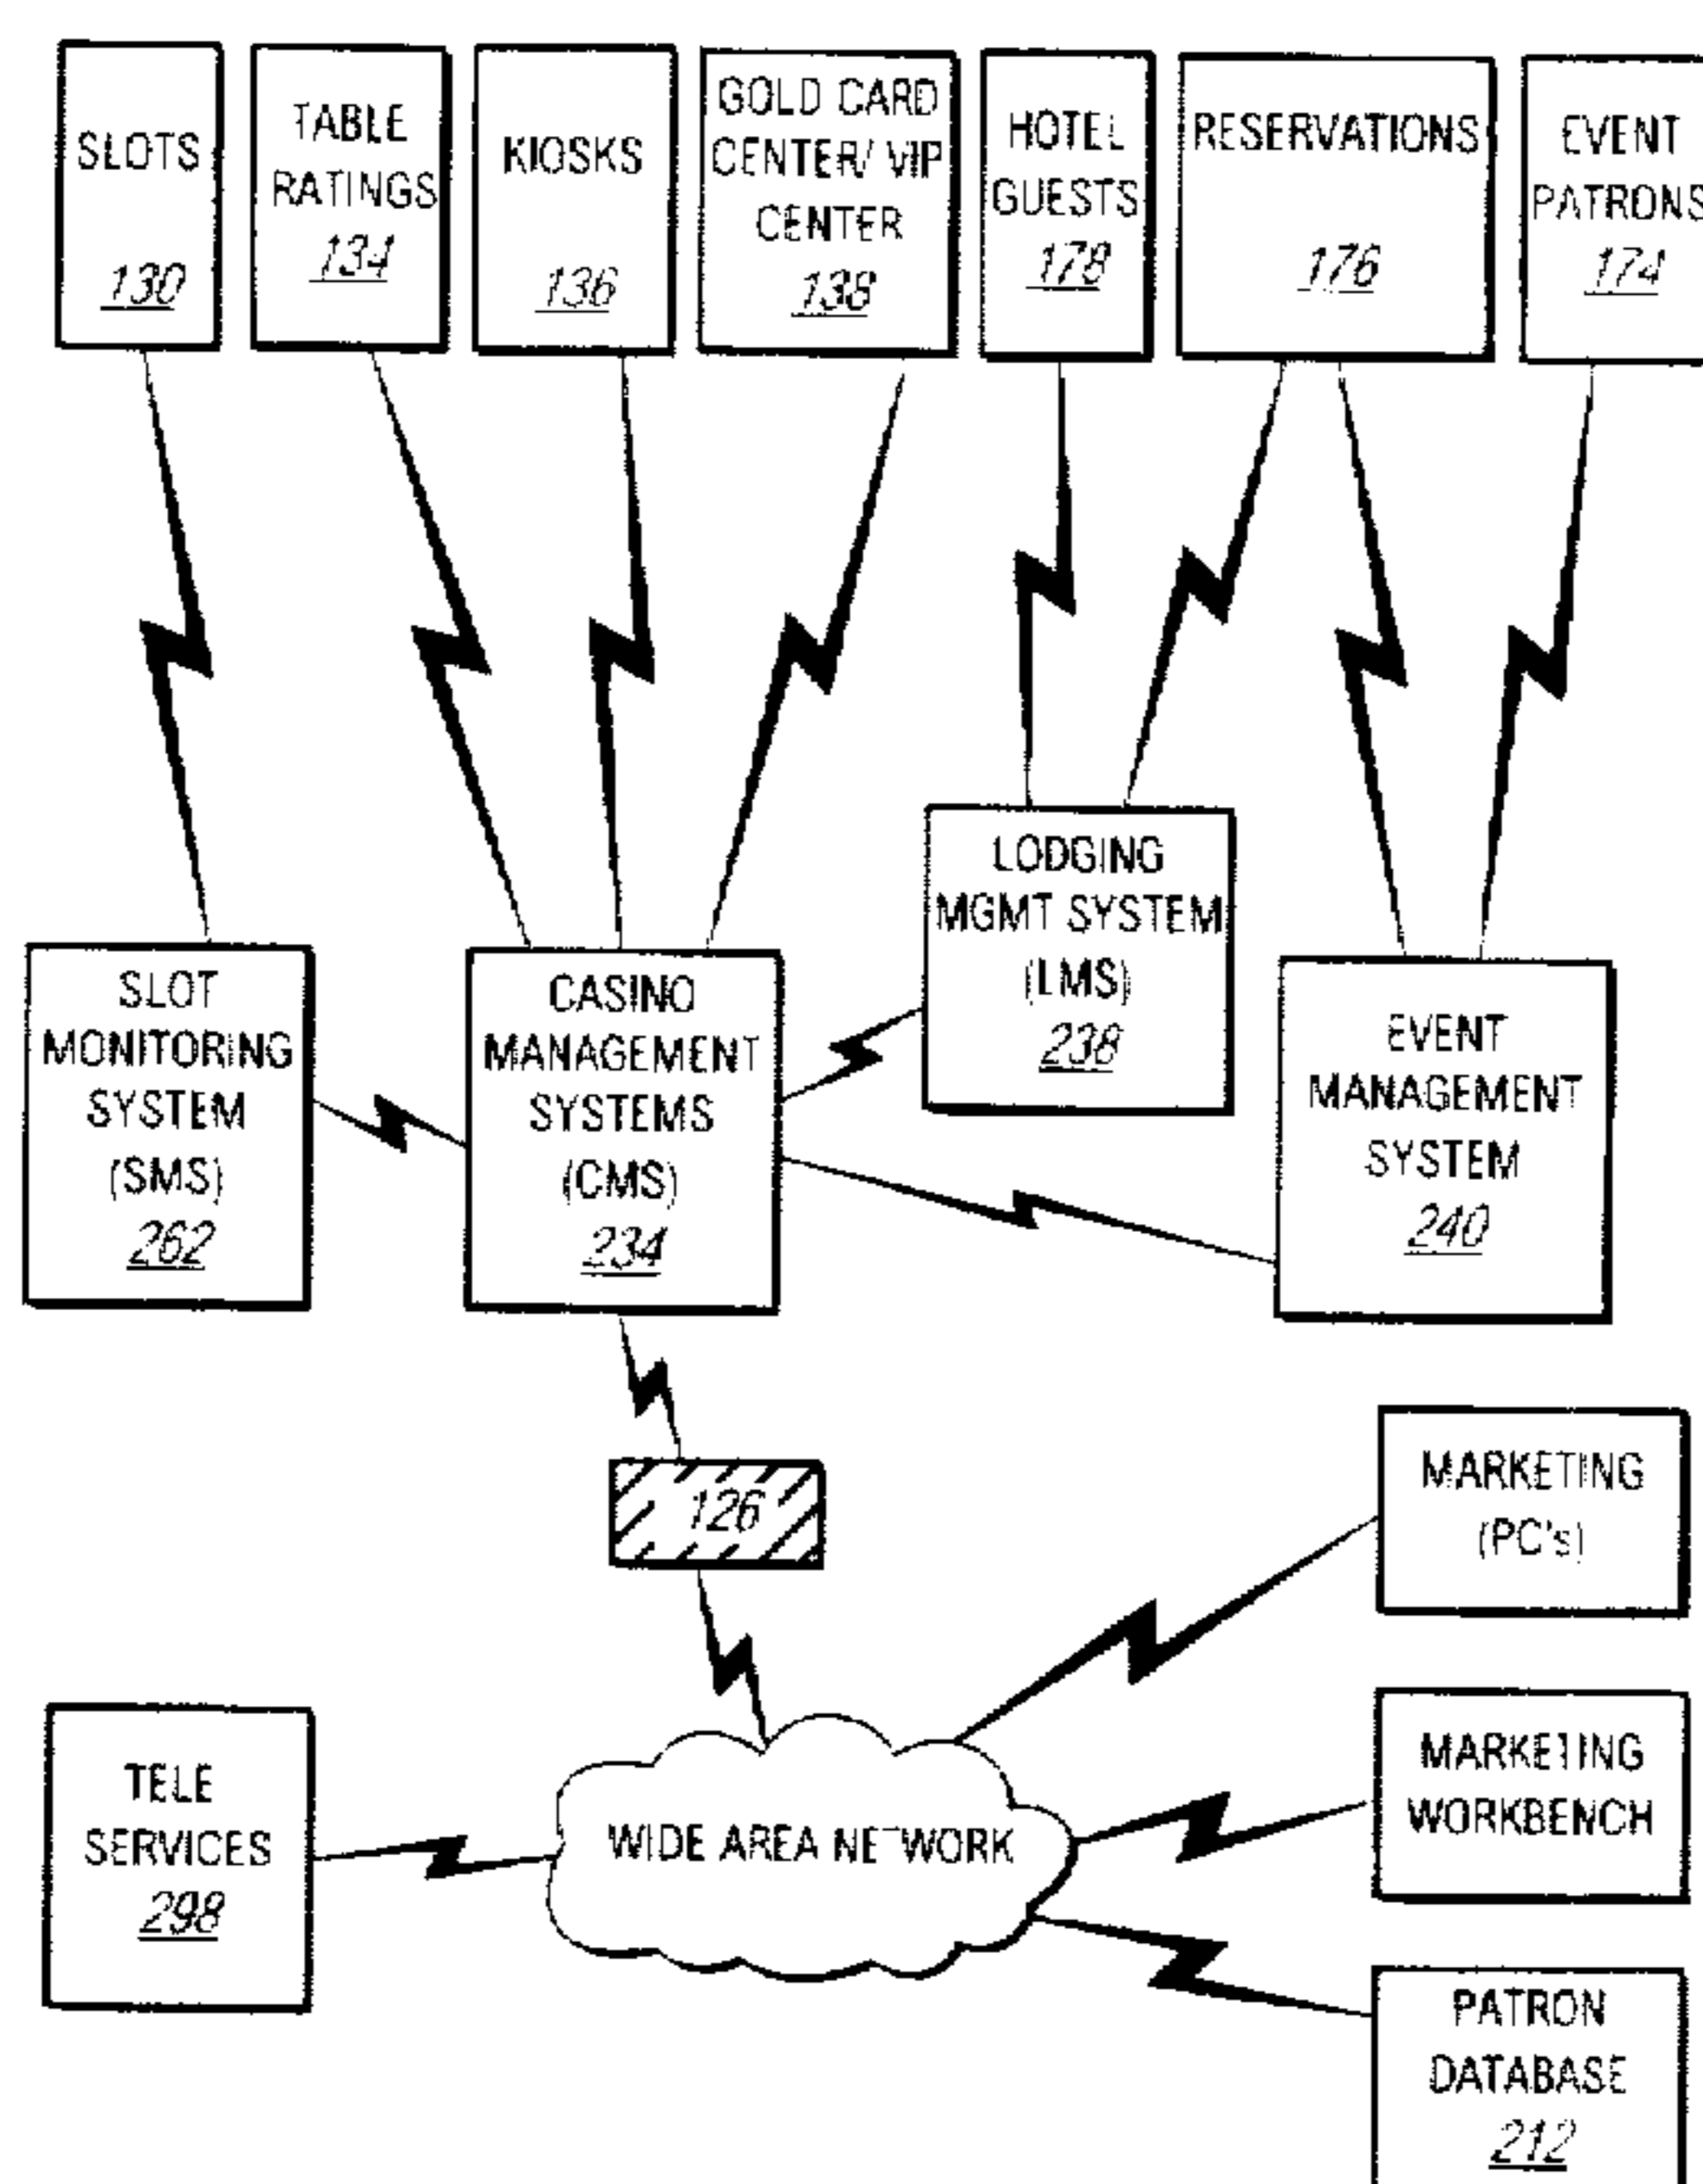 SLOTS
130
TABLE
RATINGS
134
KIOSKS
136
GOLD CARD
CENTER/ VIP
CENTER
138
HOTEL
GUESTS
178
RESERVATIONS
176
EVENT
PATRONS
174
SLOT
MONITORING
SYSTEM
(SMS)
262
CASINO
MANAGEMENT
SYSTEMS
(CMS)
234
LODGING
MGMT SYSTEM
(LMS)
238
EVENT
MANAGEMENT
SYSTEM
240
126
MARKETING
(PC's)
TELE
SERVICES
298
WIDE AREA NETWORK
MARKETING
WORKBENCH
PATRON
DATABASE
212